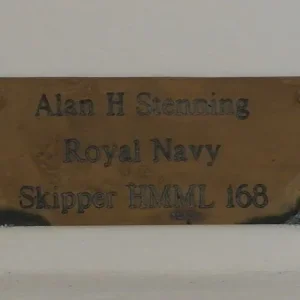 Alan H Stenning
Royal Navy
Skipper HMML 168